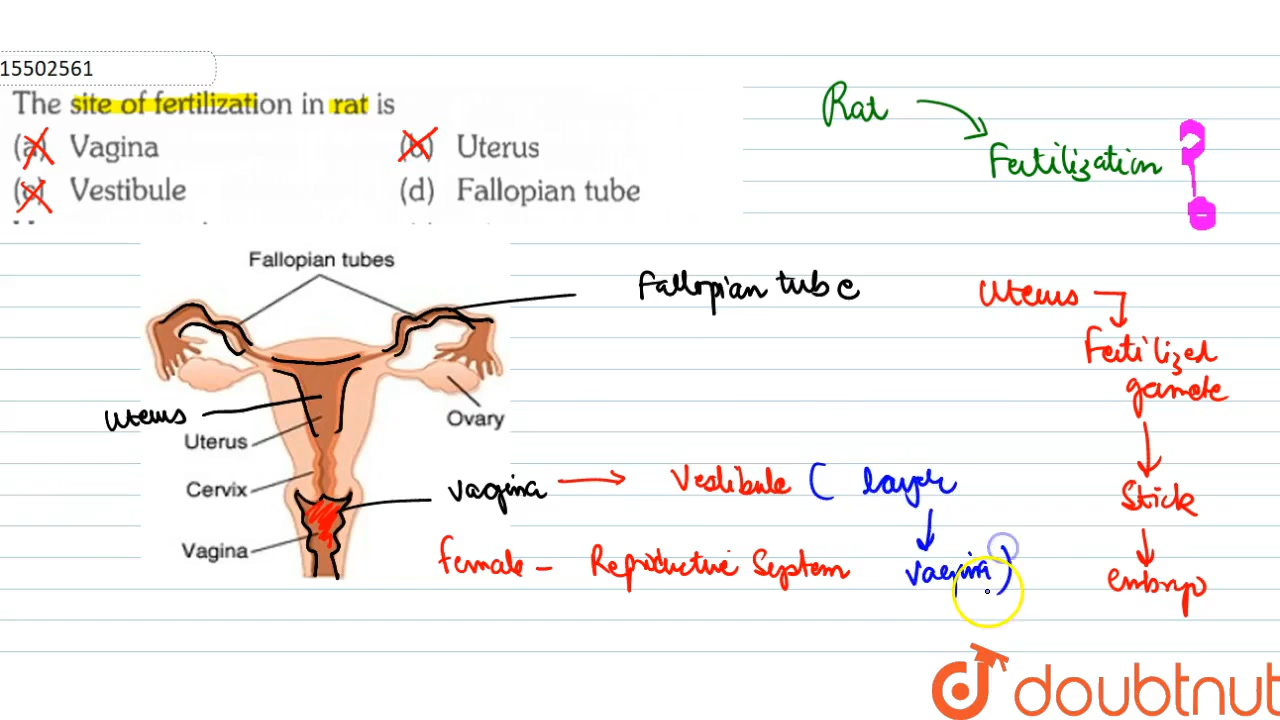 15502561
The site of fertilization in rat is
(a) Vagina
(b) Uterus
(c) Vestibule
(d) Fallopian tube
Rat
Fertilization ?
Fallopian tubes
Fallopian tube
Uterus
Fertilized
gamete
Stick
embryo
Uterus
Uterus
Ovary
Cervix
Vagina
vagina
Vestibule ( layer
vagina )
female - Reproductive System
doubtnut